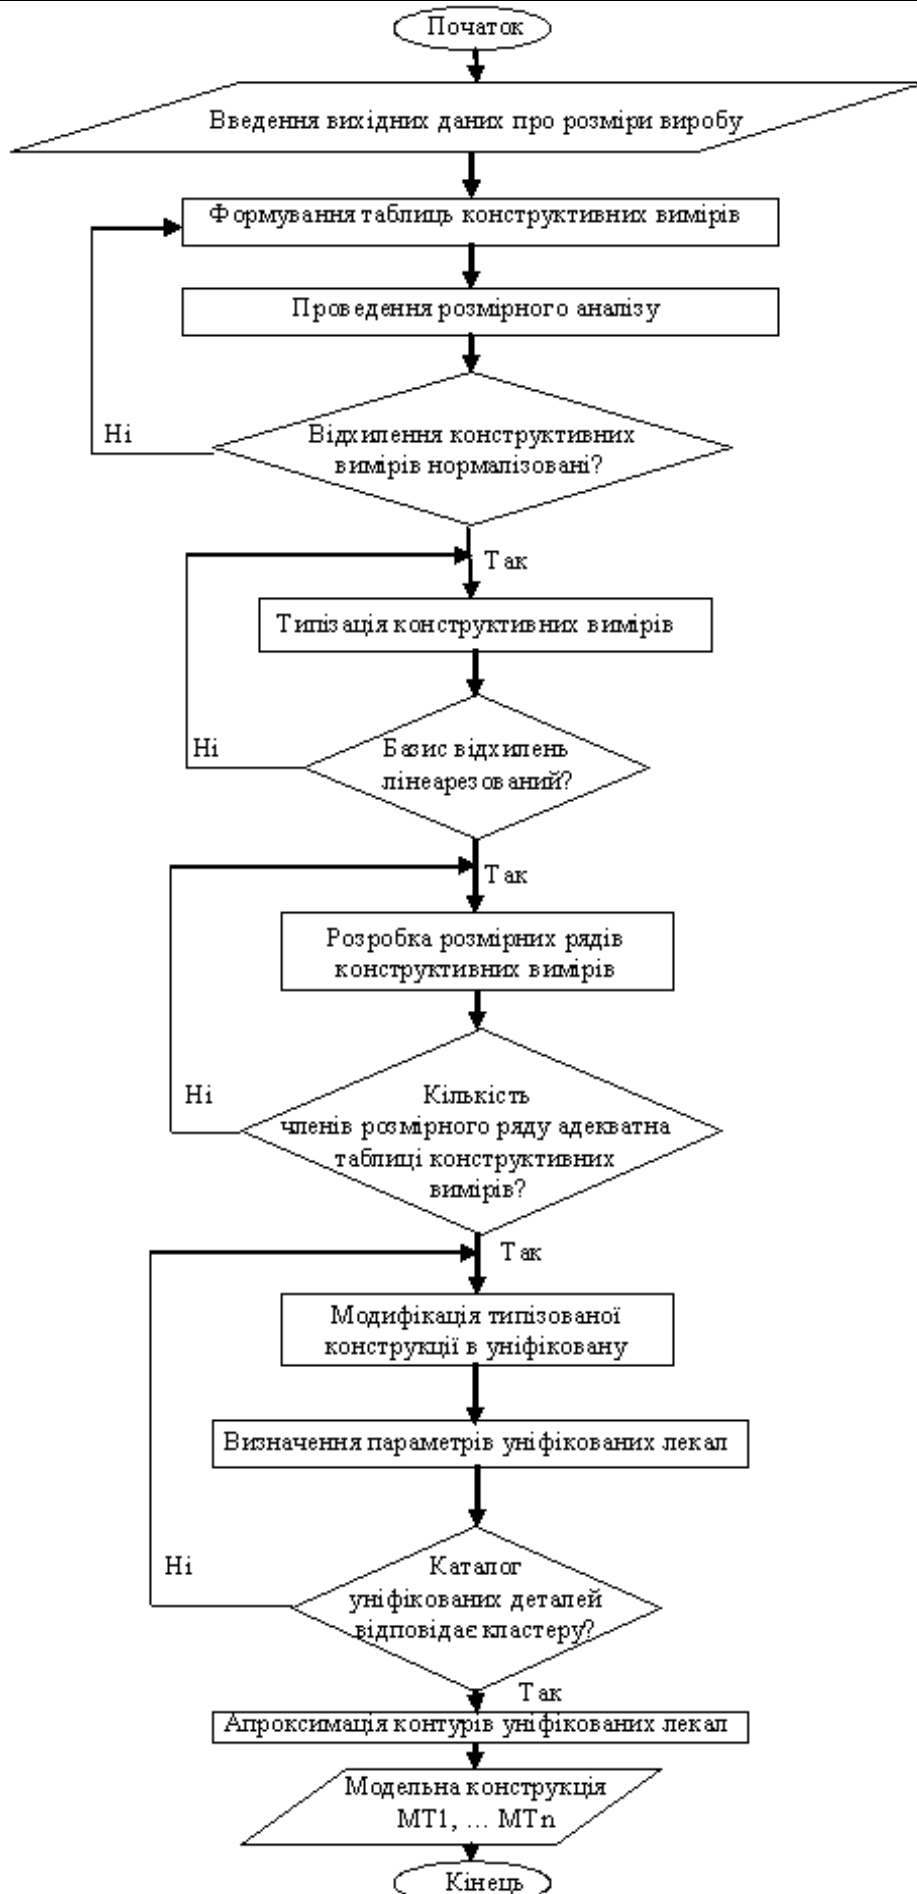 Початок
Введення вихідних даних про розміри виробу
Формування таблиць конструктивних вимірів
Проведення розмірного аналізу
Ні
Відхилення конструктивних
вимірів нормалізовані?
Так
Типізація конструктивних вимірів
Ні
Базис відхилень
лінеарезований?
Так
Розробка розмірних рядів
конструктивних вимірів
Ні
Кількість
членів розмірного ряду адекватна
таблиці конструктивних
вимірів?
Так
Модифікація типізованої
конструкції в уніфіковану
Визначення параметрів уніфікованих лекал
Ні
Каталог
уніфікованих деталей
відповідає кластеру?
Так
Апроксимація контурів уніфікованих лекал
Модельна конструкція
МТ1, ... МТn
Кінець